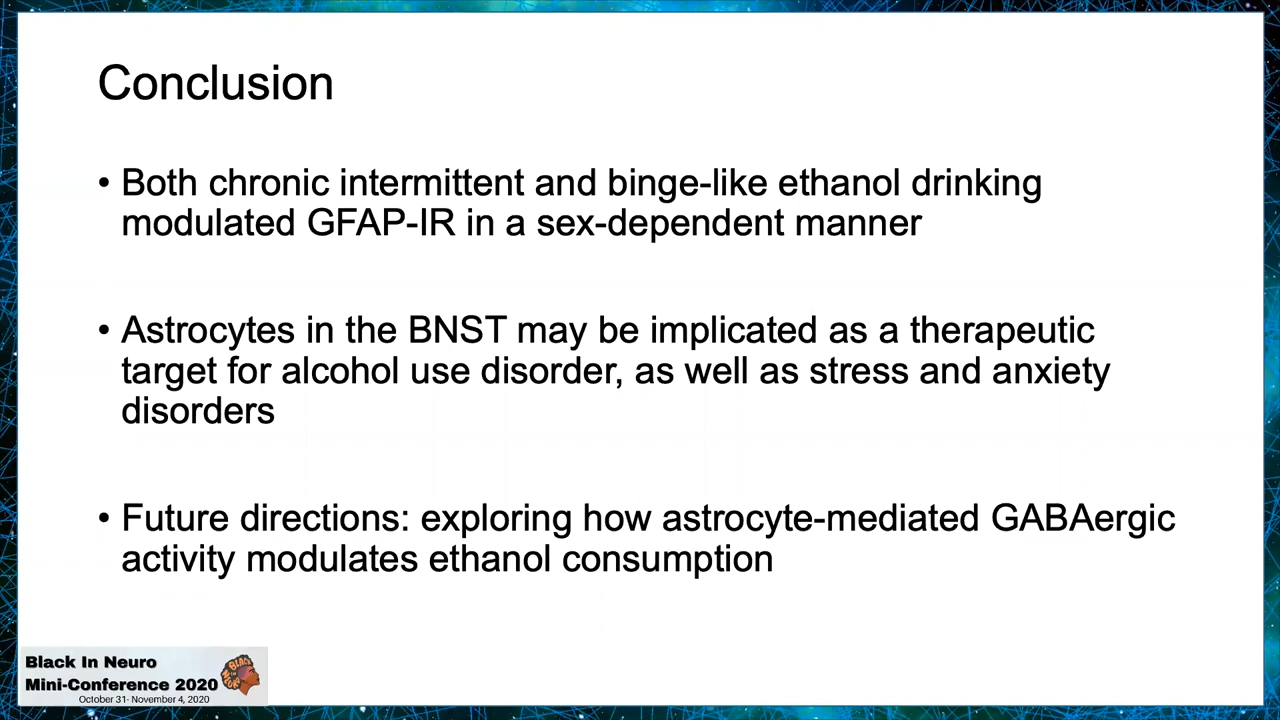 Conclusion
• Both chronic intermittent and binge-like ethanol drinking
modulated GFAP-IR in a sex-dependent manner
• Astrocytes in the BNST may be implicated as a therapeutic
target for alcohol use disorder, as well as stress and anxiety
disorders
• Future directions: exploring how astrocyte-mediated GABAergic
activity modulates ethanol consumption
Black In Neuro
Mini-Conference 2020
October 31- November 4, 2020